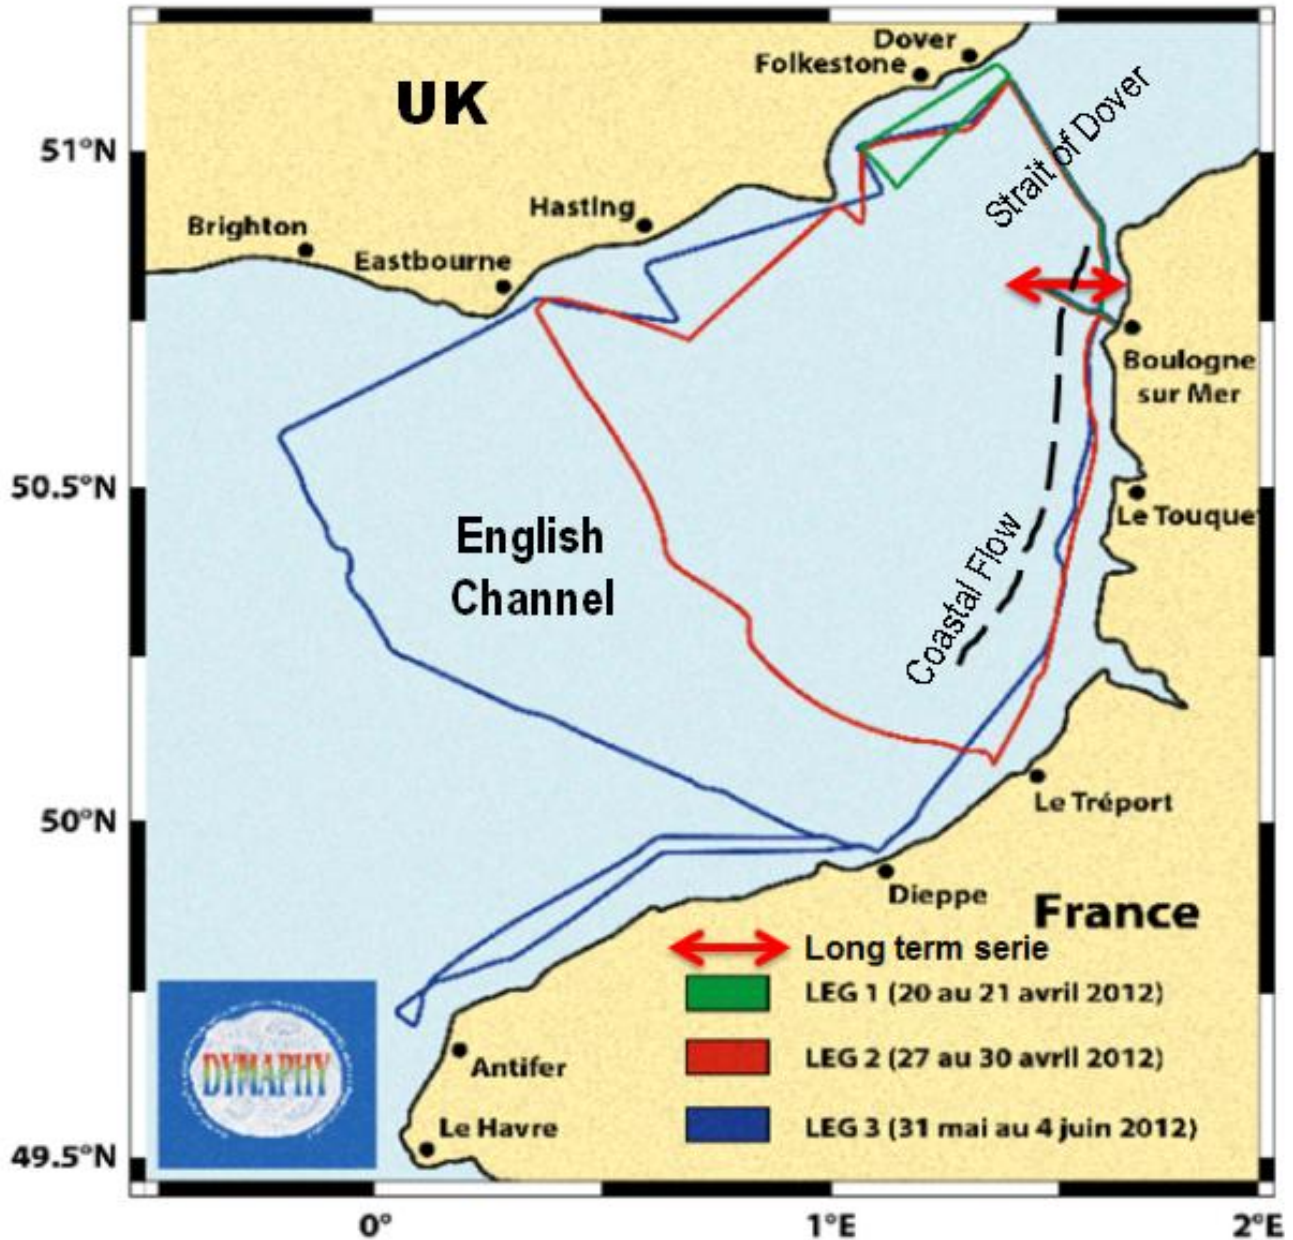 Dover
Folkestone
UK
Strait of Dover
51°N
Hasting
Brighton
Eastbourne
Boulogne
sur Mer
50.5°N
Le Touque
English
Channel
Coastal Flow
Le Tréport
50°N
Dieppe
France
Long term serie
LEG 1 (20 au 21 avril 2012)
DYMAPHY
Antifer
LEG 2 (27 au 30 avril 2012)
Le Havre
LEG 3 (31 mai au 4 juin 2012)
49.5°N
0°
1°E
2°E